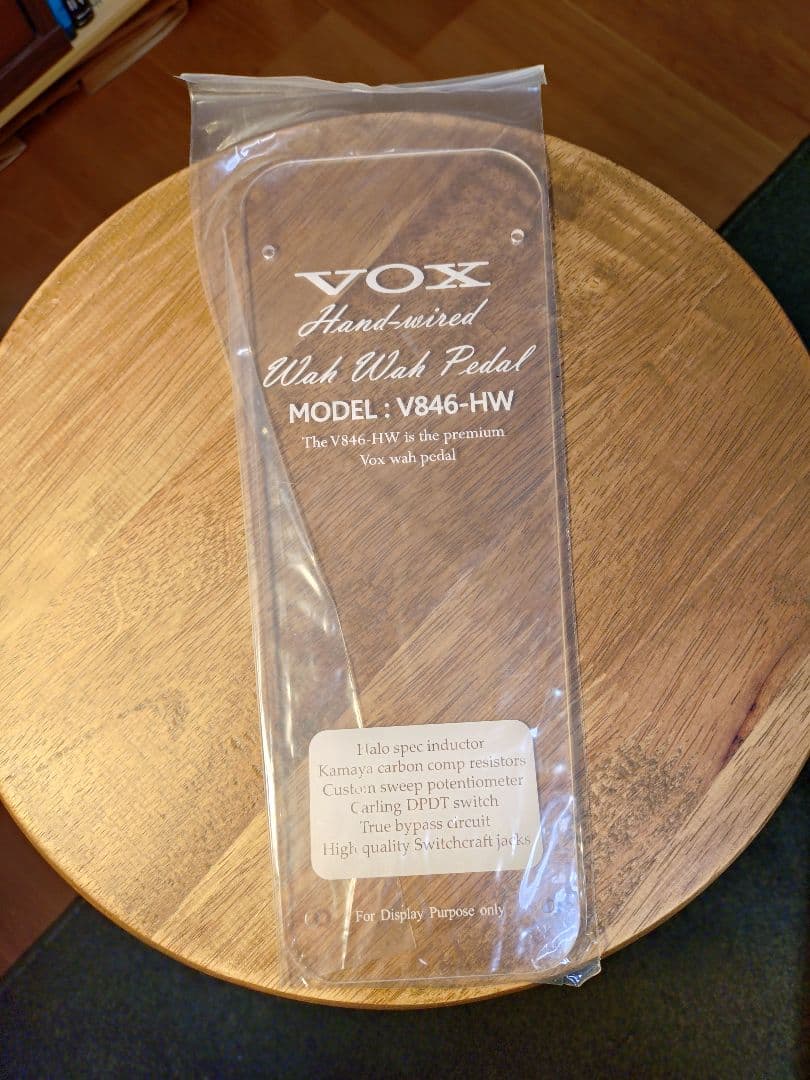 VOX
Hand-wired
Wah Wah Pedal
MODEL : V846-HW
The V846-HW is the premium
Vox wah pedal
Halo spec inductor
Kamaya carbon comp resistors
Custom sweep potentiometer
Carling DPDT switch
True bypass circuit
High quality Switchcraft jacks
For Display Purpose only